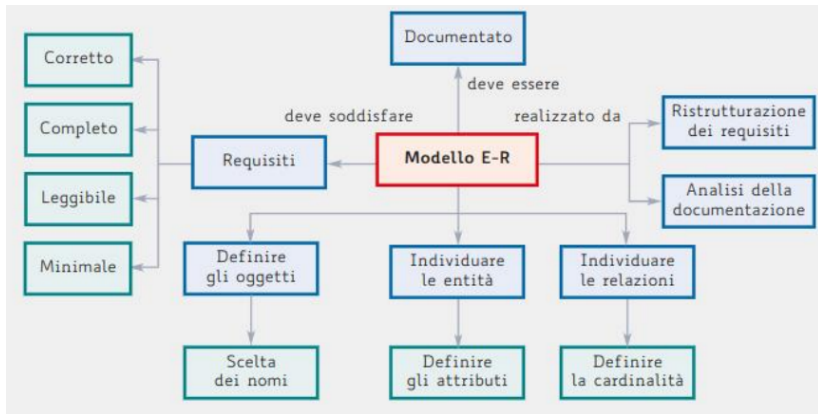 Documentato
Corretto
deve essere
deve soddisfare
realizzato da
Ristrutturazione
dei requisiti
Completo
Requisiti
Modello E-R
Leggibile
Analisi della
documentazione
Minimale
Definire
gli oggetti
Individuare
le entità
Individuare
le relazioni
Scelta
dei nomi
Definire
gli attributi
Definire
la cardinalità